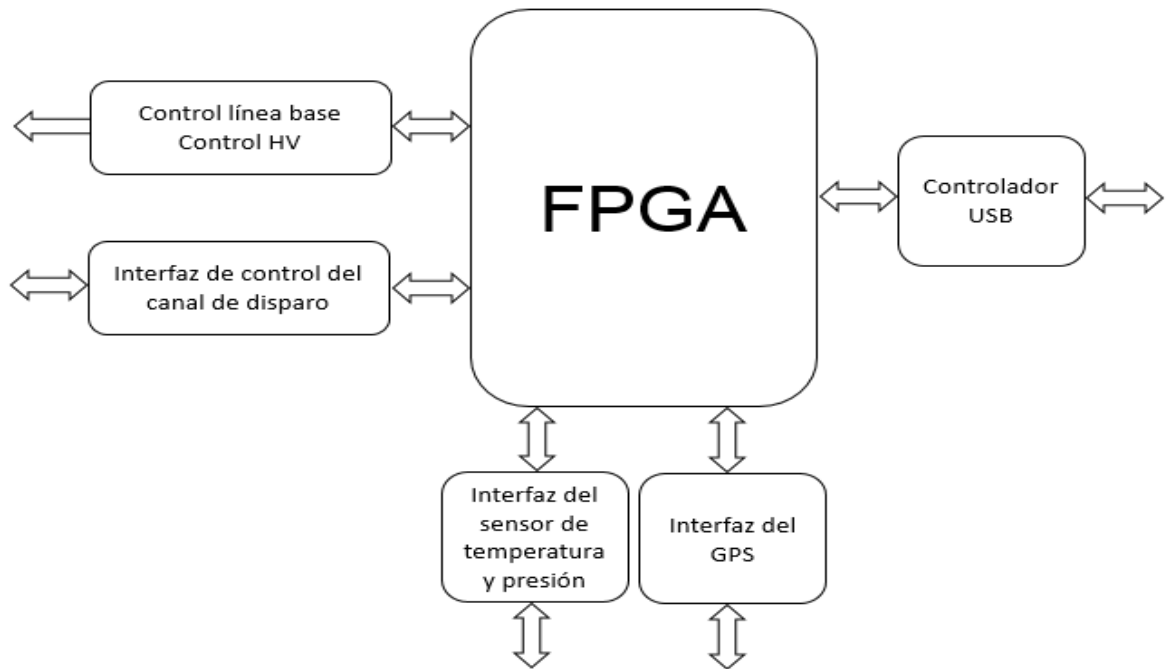 Control línea base
Control HV
FPGA
Controlador
USB
Interfaz de control del
canal de disparo
Interfaz del
sensor de
temperatura
y presión
Interfaz del
GPS